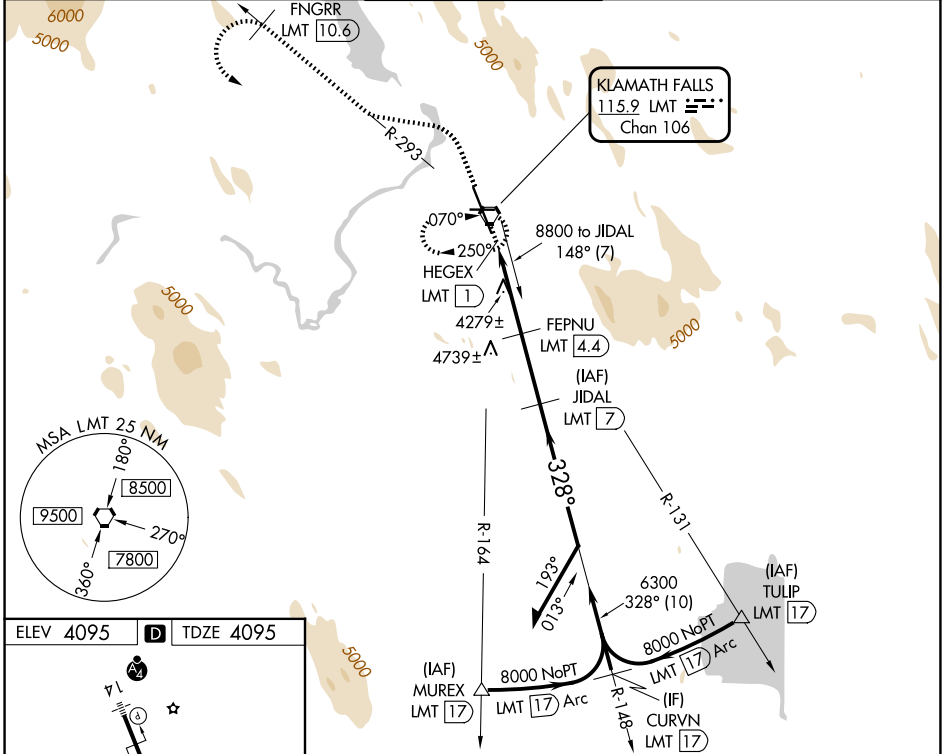 6000
5000
FNGRR
LMT 10.6
5000
KLAMATH FALLS
115.9 LMT
Chan 106
R-293
070°
250°
8800 to JIDAL
148° (7)
HEGEX
LMT 1
4279±
FEPNU
LMT 4.4
4739±
5000
5000
(IAF)
JIDAL
LMT 7
MSA LMT 25 NM
180°
8500
9500
270°
7800
360°
328°
R-164
R-131
193°
013°
6300
328° (10)
(IAF)
TULIP
LMT 17
8000 NoPT
LMT 17 Arc
(IAF)
MUREX
LMT 17
8000 NoPT
LMT 17 Arc
R-148
(IF)
CURVN
LMT 17
5000
ELEV 4095
D
TDZE 4095
A4
14
P